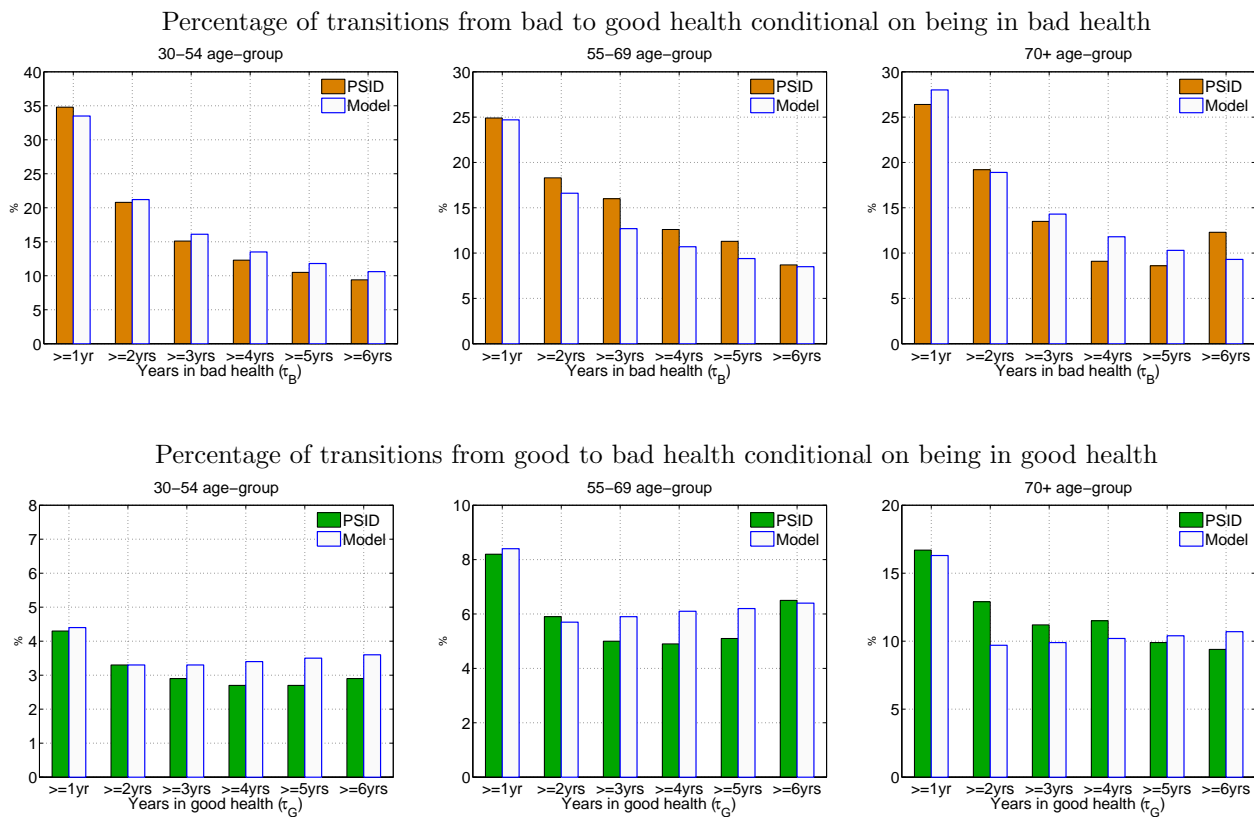 Percentage of transitions from bad to good health conditional on being in bad health
30−54 age−group
40
35
30
25
20
15
10
5
0
%
PSID
Model
>=1yr >=2yrs >=3yrs >=4yrs >=5yrs >=6yrs
Years in bad health (τB)
55−69 age−group
30
25
20
15
10
5
0
%
PSID
Model
>=1yr >=2yrs >=3yrs >=4yrs >=5yrs >=6yrs
Years in bad health (τB)
70+ age−group
30
25
20
15
10
5
0
%
PSID
Model
>=1yr >=2yrs >=3yrs >=4yrs >=5yrs >=6yrs
Years in bad health (τB)
Percentage of transitions from good to bad health conditional on being in good health
30−54 age−group
8
7
6
5
4
3
2
1
0
%
PSID
Model
>=1yr >=2yrs >=3yrs >=4yrs >=5yrs >=6yrs
Years in good health (τG)
55−69 age−group
10
8
6
4
2
0
%
PSID
Model
>=1yr >=2yrs >=3yrs >=4yrs >=5yrs >=6yrs
Years in good health (τG)
70+ age−group
20
15
10
5
0
%
PSID
Model
>=1yr >=2yrs >=3yrs >=4yrs >=5yrs >=6yrs
Years in good health (τG)